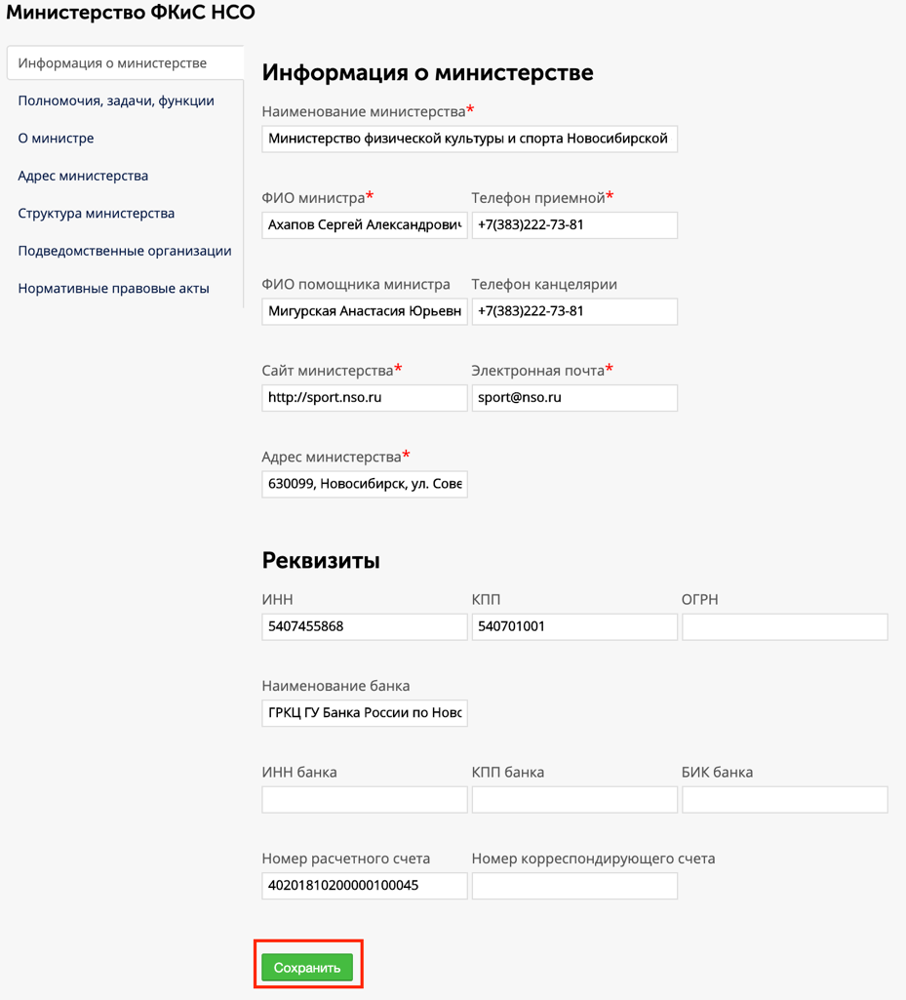 Министерство ФКиС НСО
Информация о министерстве
Полномочия, задачи, функции
О министре
Адрес министерства
Структура министерства
Подведомственные организации
Нормативные правовые акты
Информация о министерстве
Наименование министерства*
Министерство физической культуры и спорта Новосибирской
ФИО министра* Телефон приемной*
Ахапов Сергей Александрович +7(383)222-73-81
ФИО помощника министра Телефон канцелярии
Мигурская Анастасия Юрьевн +7(383)222-73-81
Сайт министерства* Электронная почта*
http://sport.nso.ru sport@nso.ru
Адрес министерства*
630099, Новосибирск, ул. Сове
Реквизиты
ИНН КПП ОГРН
5407455868 540701001
Наименование банка
ГРКЦ ГУ Банка России по Новс
ИНН банка КПП банка БИК банка
Номер расчетного счета Номер корреспондирующего счета
40201810200000100045
Сохранить